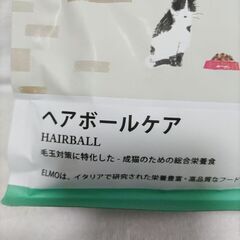 ヘアボールケア
HAIRBALL
毛玉対策に特化した - 成猫のための総合栄養食
ELMOは、イタリアで研究された栄養豊富・高品質なフード